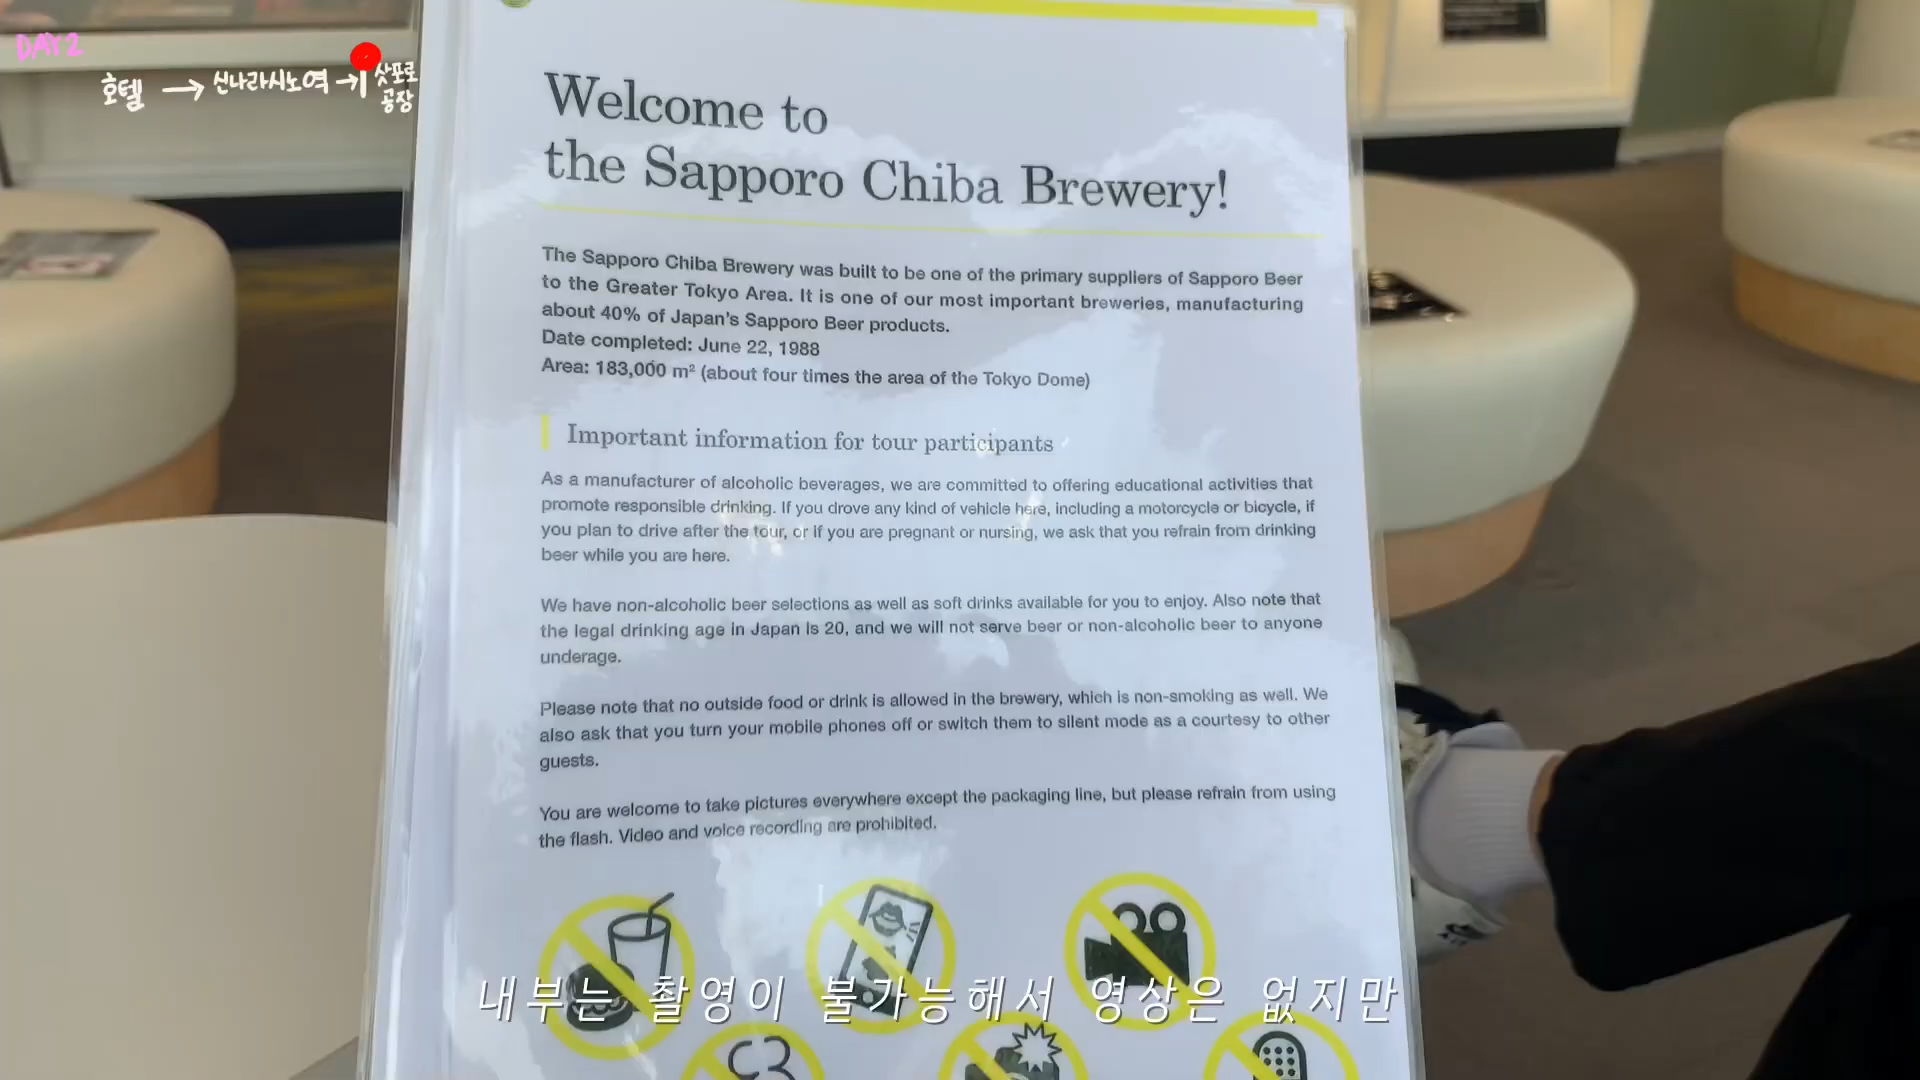 DAY 2
호텔 → 신나라시노역 → 삿포로
공장
Welcome to
the Sapporo Chiba Brewery!
The Sapporo Chiba Brewery was built to be one of the primary suppliers of Sapporo Beer
to the Greater Tokyo Area. It is one of our most important breweries, manufacturing
about 40% of Japan's Sapporo Beer products.
Date completed: June 22, 1988
Area: 183,000 m² (about four times the area of the Tokyo Dome)
Important information for tour participants
As a manufacturer of alcoholic beverages, we are committed to offering educational activities that
promote responsible drinking. If you drove any kind of vehicle here, including a motorcycle or bicycle, if
you plan to drive after the tour, or if you are pregnant or nursing, we ask that you refrain from drinking
beer while you are here.
We have non-alcoholic beer selections as well as soft drinks available for you to enjoy. Also note that
the legal drinking age in Japan is 20, and we will not serve beer or non-alcoholic beer to anyone
underage.
Please note that no outside food or drink is allowed in the brewery, which is non-smoking as well. We
also ask that you turn your mobile phones off or switch them to silent mode as a courtesy to other
guests.
You are welcome to take pictures everywhere except the packaging line, but please refrain from using
the flash. Video and voice recording are prohibited.
내부는 촬영이 불가능해서 영상은 없지만